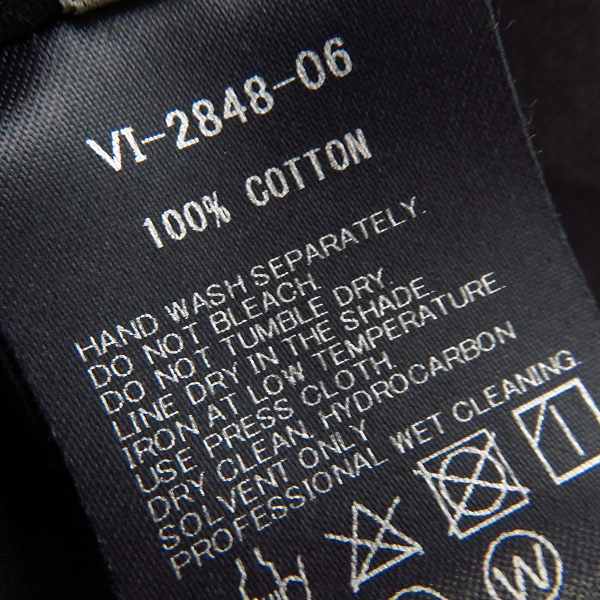 VI-2848-06
100% COTTON
HAND WASH SEPARATELY.
DO NOT BLEACH.
DO NOT TUMBLE DRY.
LINE DRY IN THE SHADE.
IRON AT LOW TEMPERATURE.
USE PRESS CLOTH.
DRY CLEAN, HYDROCARBON
SOLVENT ONLY
PROFESSIONAL WET CLEANING.
W